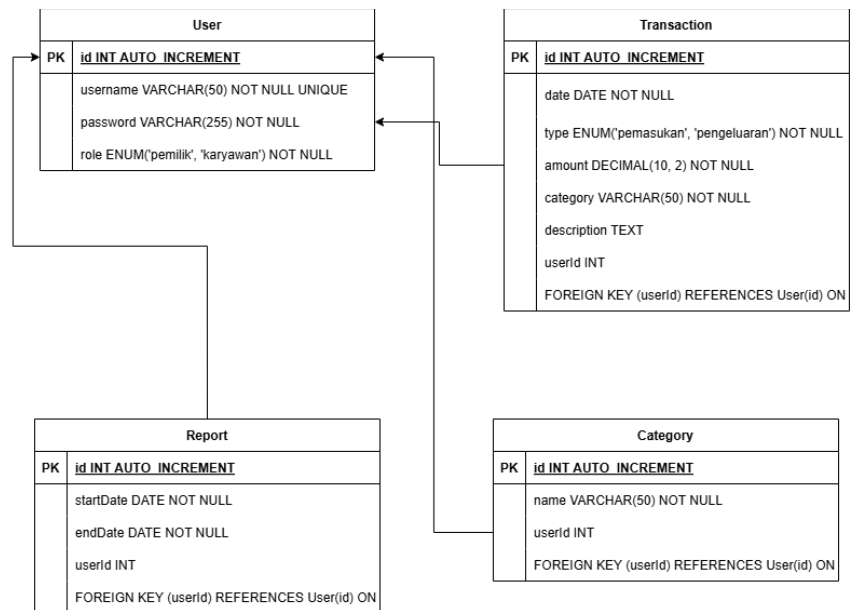 User
PK id INT AUTO_INCREMENT
username VARCHAR(50) NOT NULL UNIQUE
password VARCHAR(255) NOT NULL
role ENUM('pemilik', 'karyawan') NOT NULL
Transaction
PK id INT AUTO_INCREMENT
date DATE NOT NULL
type ENUM('pemasukan', 'pengeluaran') NOT NULL
amount DECIMAL(10, 2) NOT NULL
category VARCHAR(50) NOT NULL
description TEXT
userId INT
FOREIGN KEY (userId) REFERENCES User(id) ON
Report
PK id INT AUTO_INCREMENT
startDate DATE NOT NULL
endDate DATE NOT NULL
userId INT
FOREIGN KEY (userId) REFERENCES User(id) ON
Category
PK id INT AUTO_INCREMENT
name VARCHAR(50) NOT NULL
userId INT
FOREIGN KEY (userId) REFERENCES User(id) ON